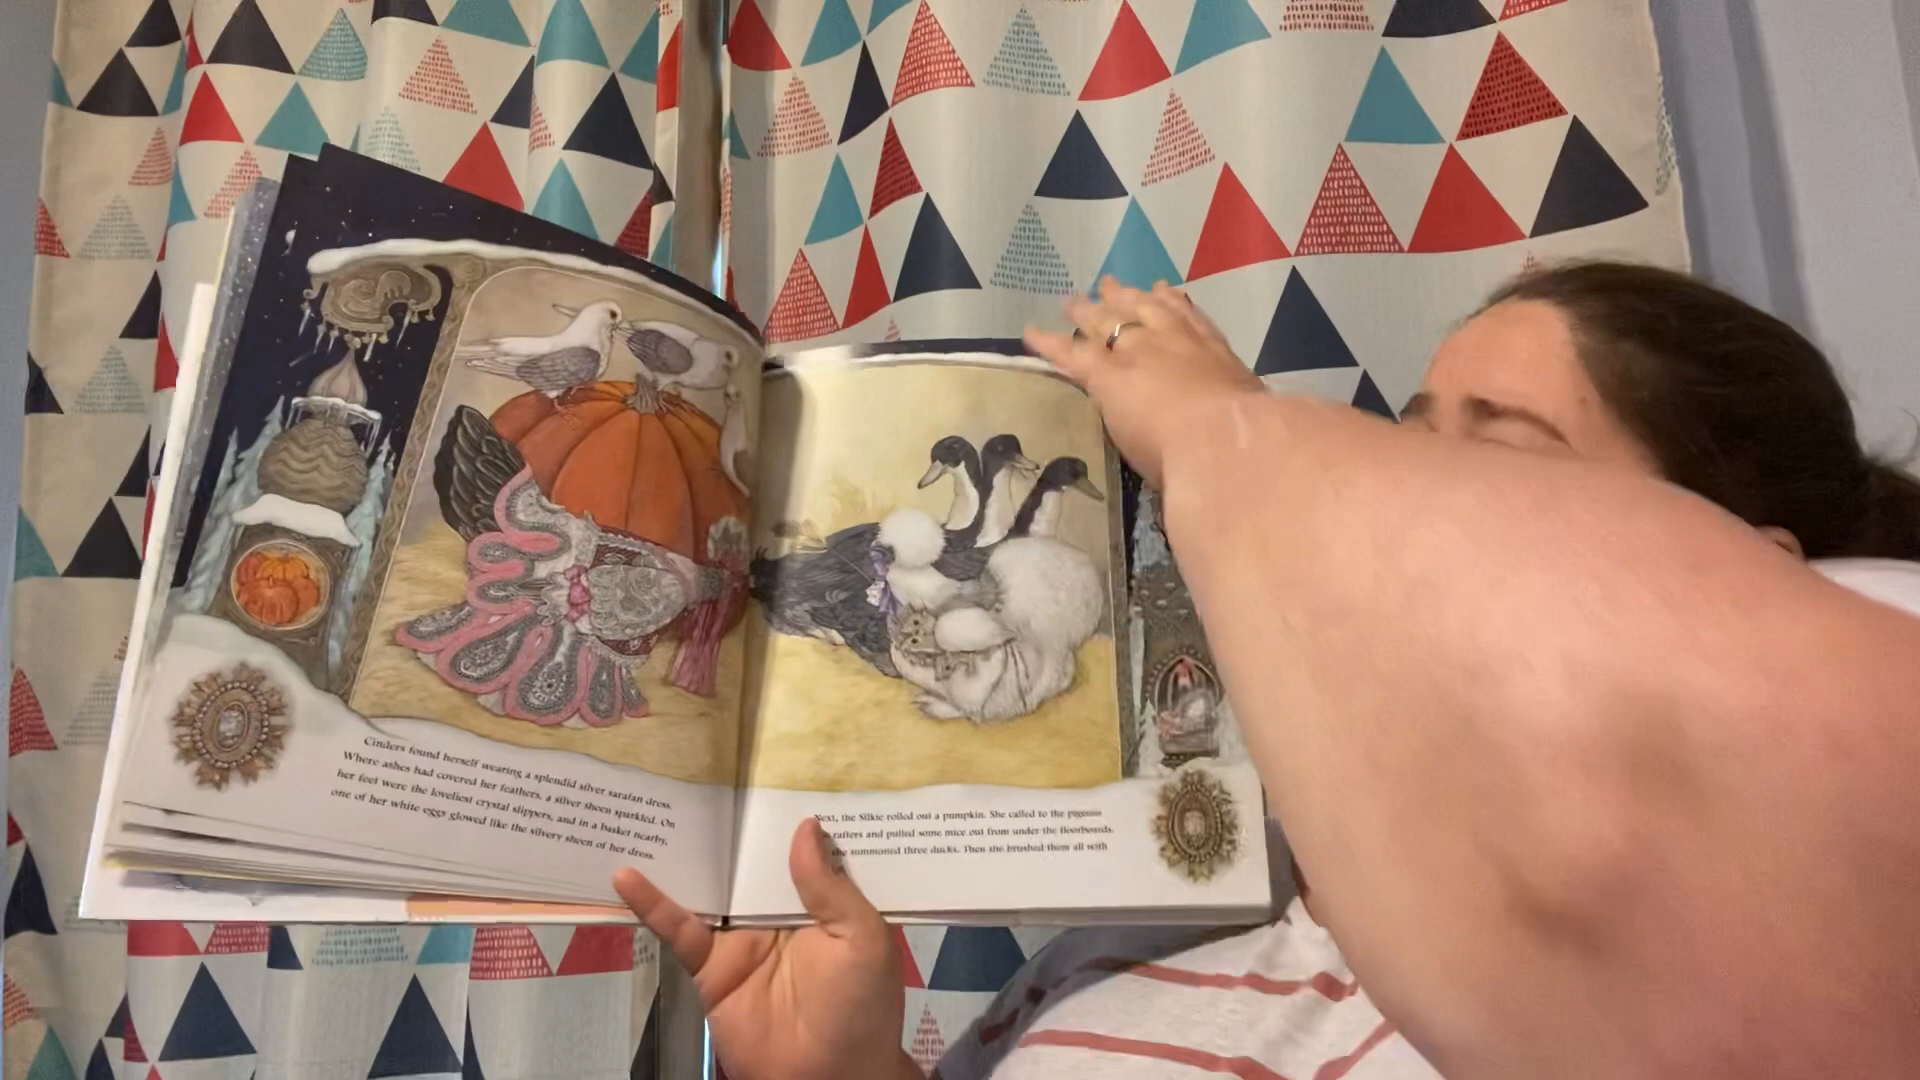 Cinders found herself wearing a splendid silver sarafan dress.
Where ashes had covered her feathers, a silver sheen sparkled. On
her feet were the loveliest crystal slippers, and in a basket nearby,
one of her white eggs glowed like the silvery sheen of her dress.
Next, the Silkie rolled out a pumpkin. She called to the pigeons
rafters and pulled some mice out from under the floorboards.
summoned three ducks. Then she brushed them all with